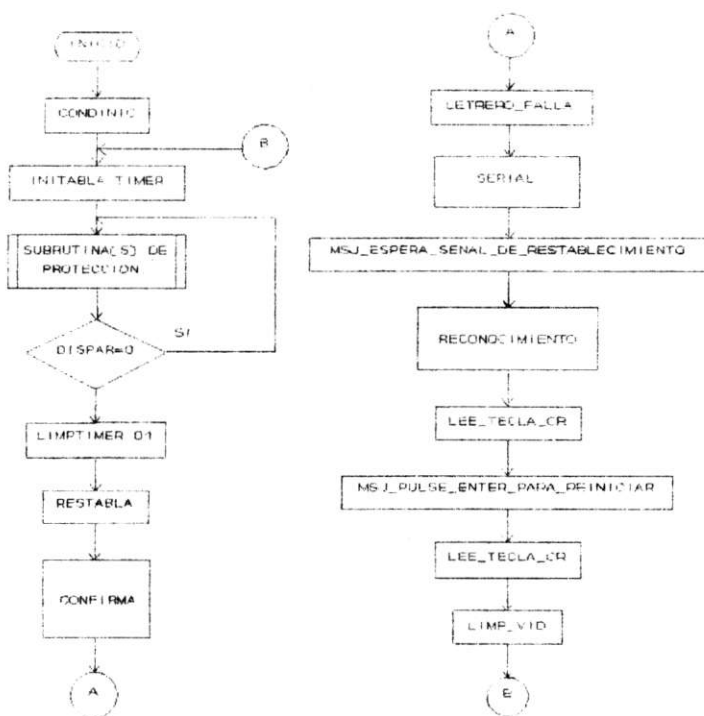 INICIO
CONDINIC
B
INITABLA TIMER
SUBRUTINA(S) DE
PROTECCION
SI
DISPAR=0
LIMPTIMER 01
RESTABLA
CONFIRMA
A
A
LETRERO_FALLA
SERIAL
MSJ_ESPERA_SENAL_DE_RESTABLECIMIENTO
RECONOCIMIENTO
LEE_TECLA_CR
MSJ_PULSE_ENTER_PARA_REINICIAR
LEE_TECLA_CR
LIMP_VID
B